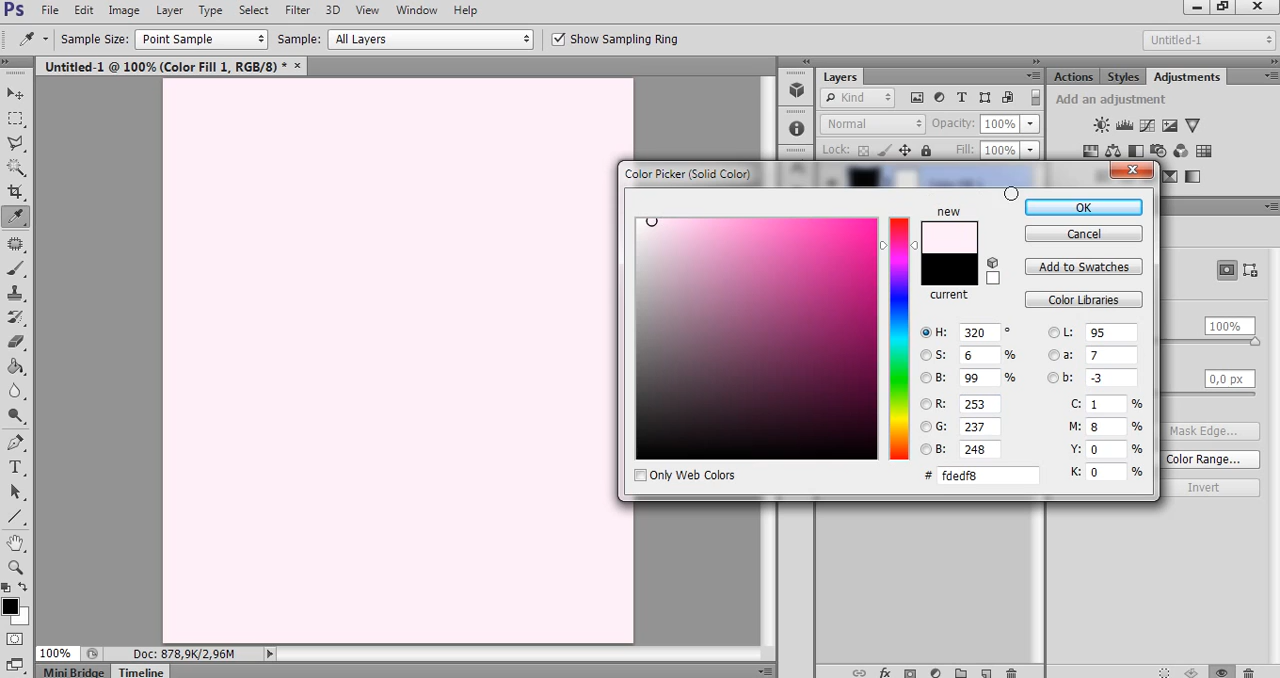 Ps File Edit Image Layer Type Select Filter 3D View Window Help
Sample Size: Point Sample Sample: All Layers Show Sampling Ring Untitled-1
Untitled-1 @ 100% (Color Fill 1, RGB/8) * ×
Layers
Actions Styles Adjustments
Kind
Add an adjustment
Normal Opacity: 100%
Lock: Fill: 100%
Color Picker (Solid Color)
new
OK
Cancel
Add to Swatches
current
Color Libraries
H: 320 ° L: 95
S: 6 % a: 7
B: 99 % b: -3
R: 253 C: 1 %
G: 237 M: 8 %
B: 248 Y: 0 %
Only Web Colors # fdedf8 K: 0 %
100%
0,0 px
Mask Edge...
Color Range...
Invert
100% Doc: 878,9K/2,96M
Mini Bridge Timeline